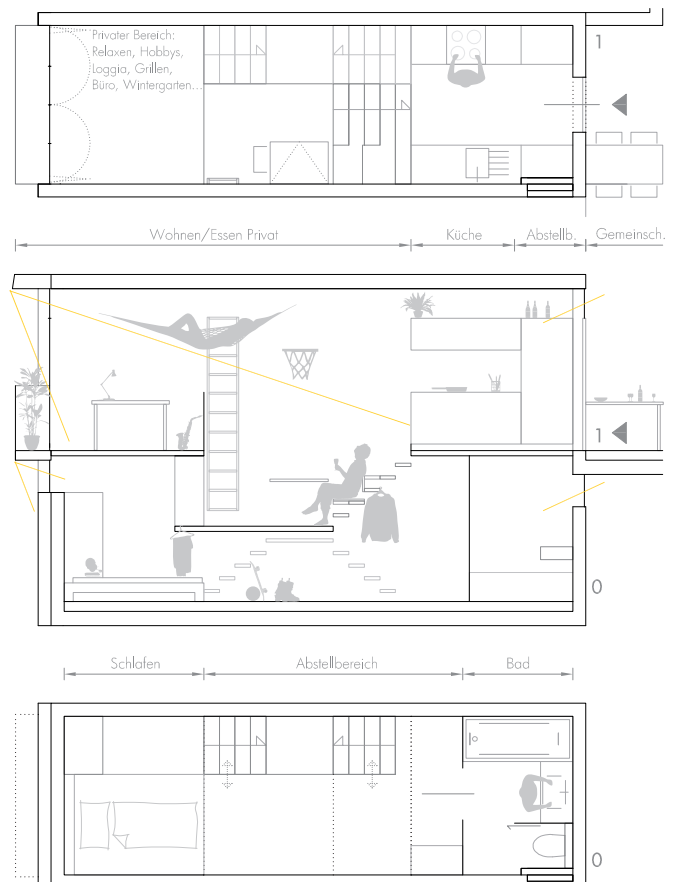 Privater Bereich:
Relaxen, Hobbys,
Loggia, Grillen,
Büro, Wintergarten...
1
Wohnen/Essen Privat
Küche
Abstellb.
Gemeinsch.
1
0
Schlafen
Abstellbereich
Bad
0